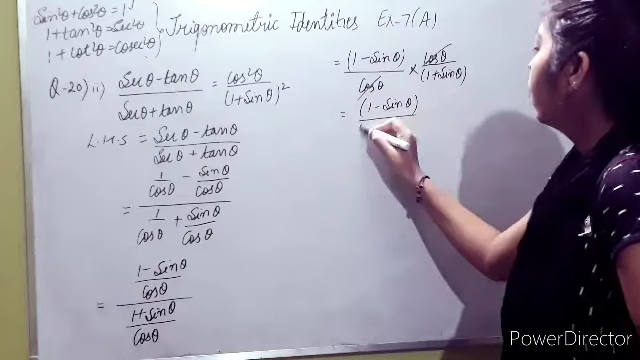 Sin²θ + Cos²θ = 1
1 + tan²θ = Sec²θ
1 + Cot²θ = Cosec²θ
Trigonometric Identities Ex-7(A)
Q-20) ii) (Secθ - tanθ)/(Secθ + tanθ) = Cos²θ/(1+Sinθ)²
L.H.S = (Secθ - tanθ)/(Secθ + tanθ)
= (1/Cosθ - Sinθ/Cosθ)/(1/Cosθ + Sinθ/Cosθ)
= ((1-Sinθ)/Cosθ)/((1+Sinθ)/Cosθ)
= (1-Sinθ)/Cosθ × Cosθ/(1+Sinθ)
= (1-Sinθ)
PowerDirector